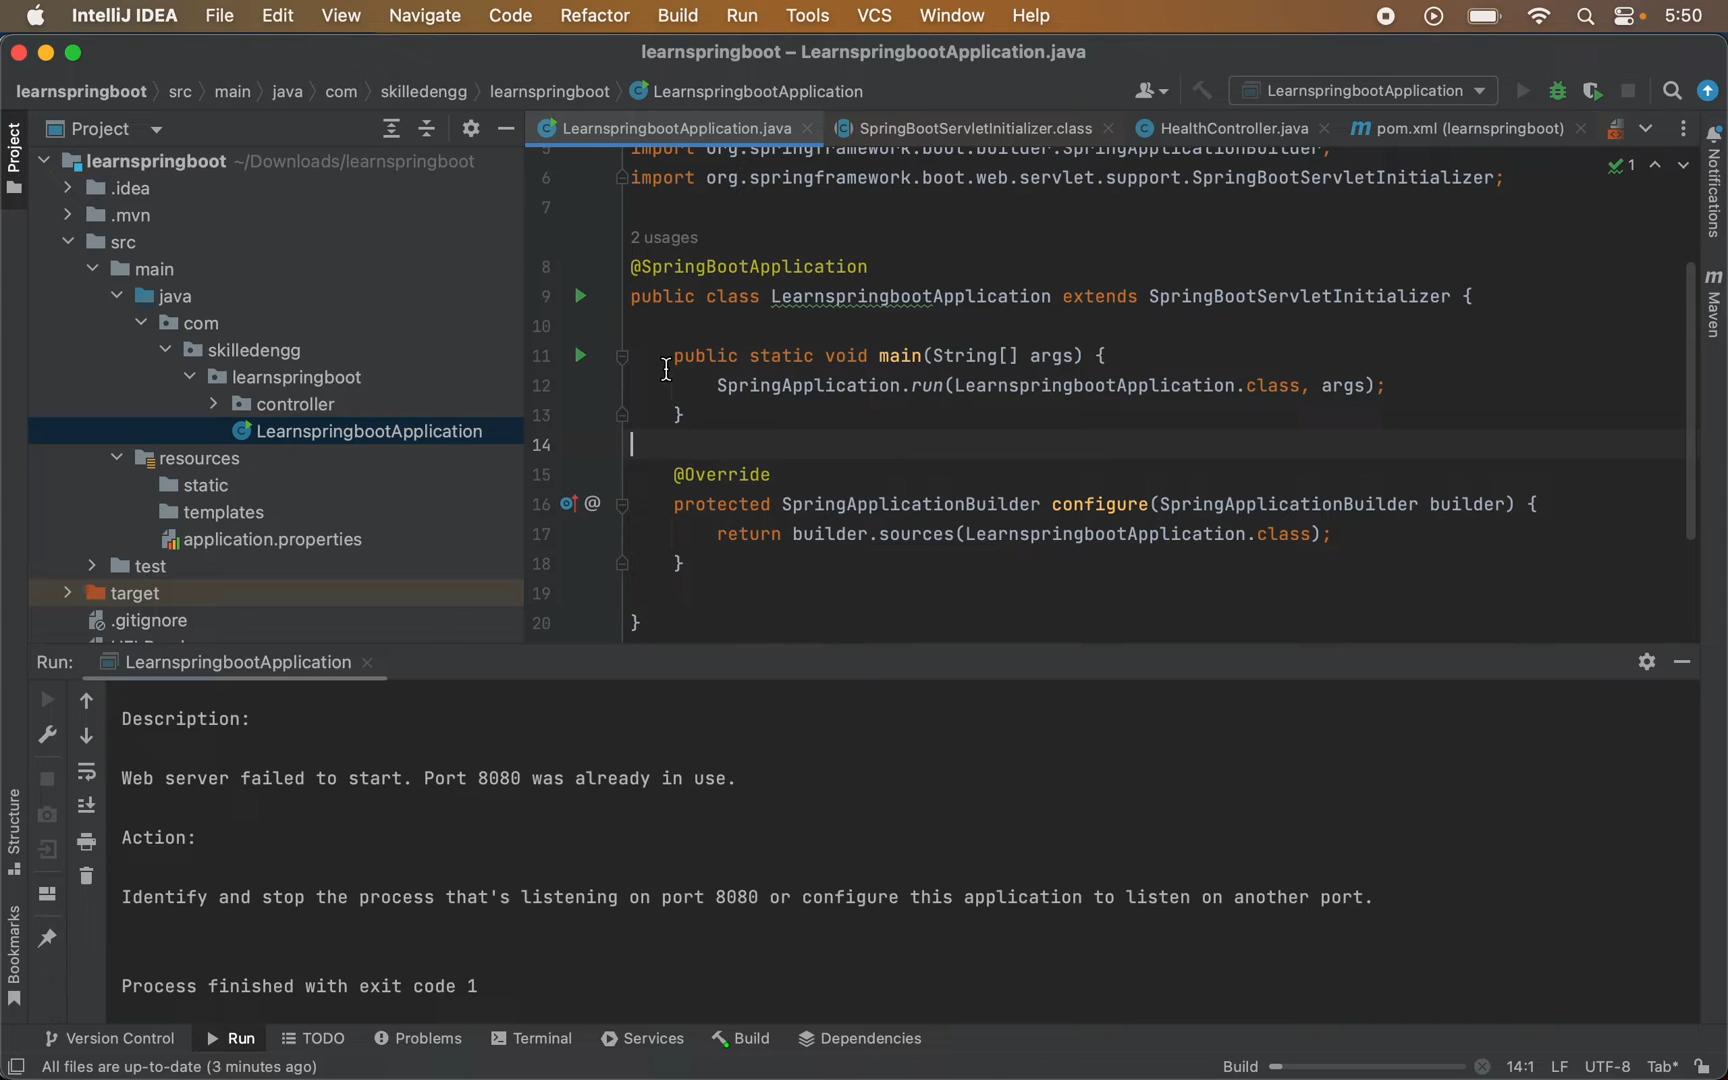 IntelliJ IDEA File Edit View Navigate Code Refactor Build Run Tools VCS Window Help 5:50
learnspringboot – LearnspringbootApplication.java
learnspringboot src main java com skilledengg learnspringboot LearnspringbootApplication LearnspringbootApplication
Project
Project
LearnspringbootApplication.java SpringBootServletInitializer.class HealthController.java pom.xml (learnspringboot)
Notifications
Maven
learnspringboot ~/Downloads/learnspringboot
.idea
.mvn
src
main
java
com
skilledengg
learnspringboot
controller
LearnspringbootApplication
resources
static
templates
application.properties
test
target
.gitignore
5 import org.springframework.boot.builder.SpringApplicationBuilder;
6 import org.springframework.boot.web.servlet.support.SpringBootServletInitializer;
1
7
2 usages
8 @SpringBootApplication
9 public class LearnspringbootApplication extends SpringBootServletInitializer {
10
11 public static void main(String[] args) {
12 SpringApplication.run(LearnspringbootApplication.class, args);
13 }
14
15 @Override
16 @ protected SpringApplicationBuilder configure(SpringApplicationBuilder builder) {
17 return builder.sources(LearnspringbootApplication.class);
18 }
19
20 }
Run: LearnspringbootApplication
Description:
Web server failed to start. Port 8080 was already in use.
Action:
Identify and stop the process that's listening on port 8080 or configure this application to listen on another port.
Process finished with exit code 1
Structure
Bookmarks
Version Control Run TODO Problems Terminal Services Build Dependencies
All files are up-to-date (3 minutes ago) Build 14:1 LF UTF-8 Tab*